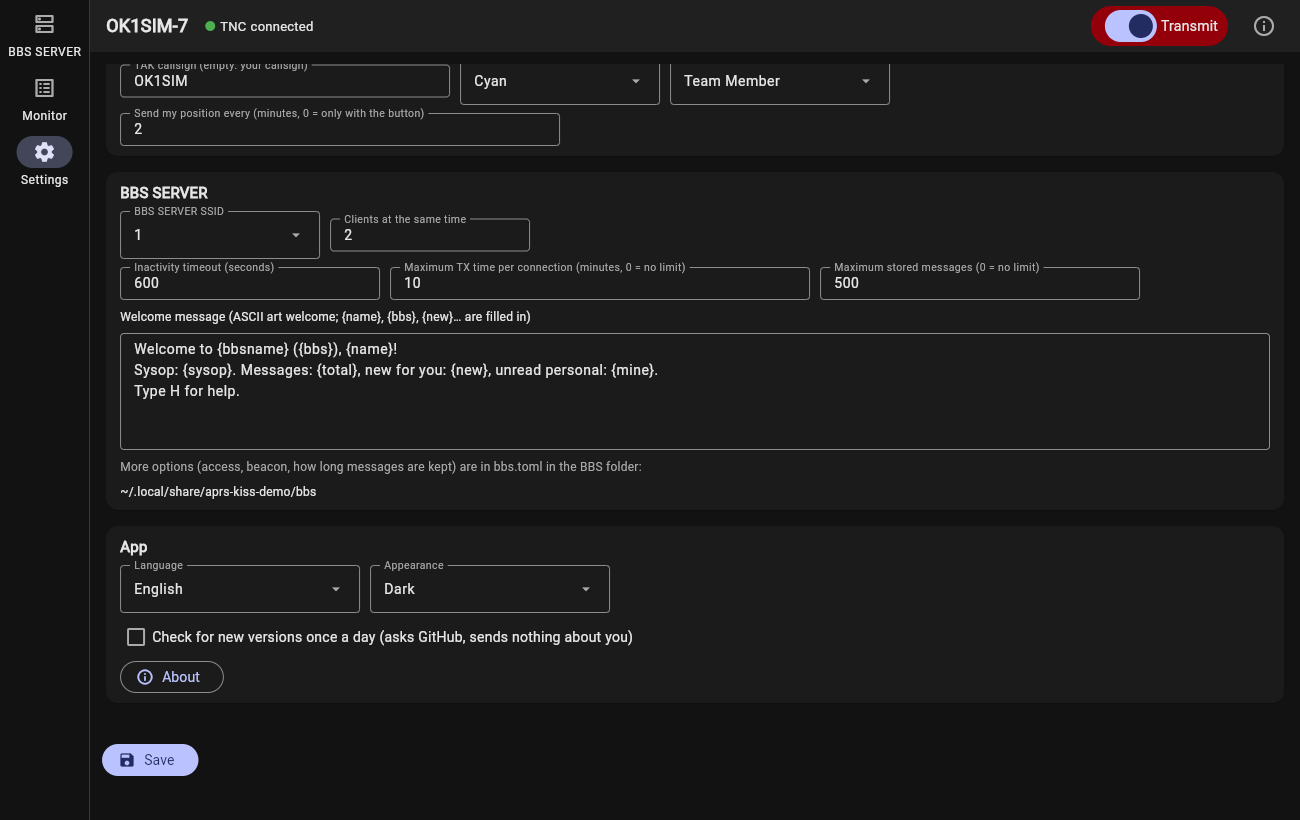 OK1SIM-7
TNC connected
Transmit
BBS SERVER
Monitor
Settings
TAK callsign (empty: your callsign)
OK1SIM
Cyan
Team Member
Send my position every (minutes, 0 = only with the button)
2
BBS SERVER
BBS SERVER SSID
1
Clients at the same time
2
Inactivity timeout (seconds)
600
Maximum TX time per connection (minutes, 0 = no limit)
10
Maximum stored messages (0 = no limit)
500
Welcome message (ASCII art welcome; {name}, {bbs}, {new}… are filled in)
Welcome to {bbsname} ({bbs}), {name}!
Sysop: {sysop}. Messages: {total}, new for you: {new}, unread personal: {mine}.
Type H for help.
More options (access, beacon, how long messages are kept) are in bbs.toml in the BBS folder:
~/.local/share/aprs-kiss-demo/bbs
App
Language
English
Appearance
Dark
Check for new versions once a day (asks GitHub, sends nothing about you)
About
Save